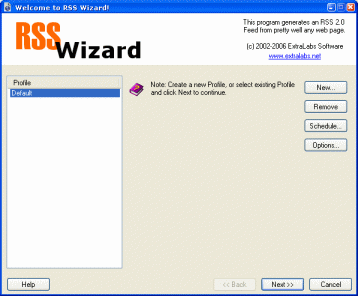 Welcome to RSS Wizard!
RSS Wizard
This program generates an RSS 2.0
Feed from pretty well any web page.
(c) 2002-2006 ExtraLabs Software
www.extralabs.net
Profile
Default
Note: Create a new Profile, or select existing Profile
and click Next to continue.
New...
Remove
Schedule...
Options...
Help
<< Back
Next >>
Cancel